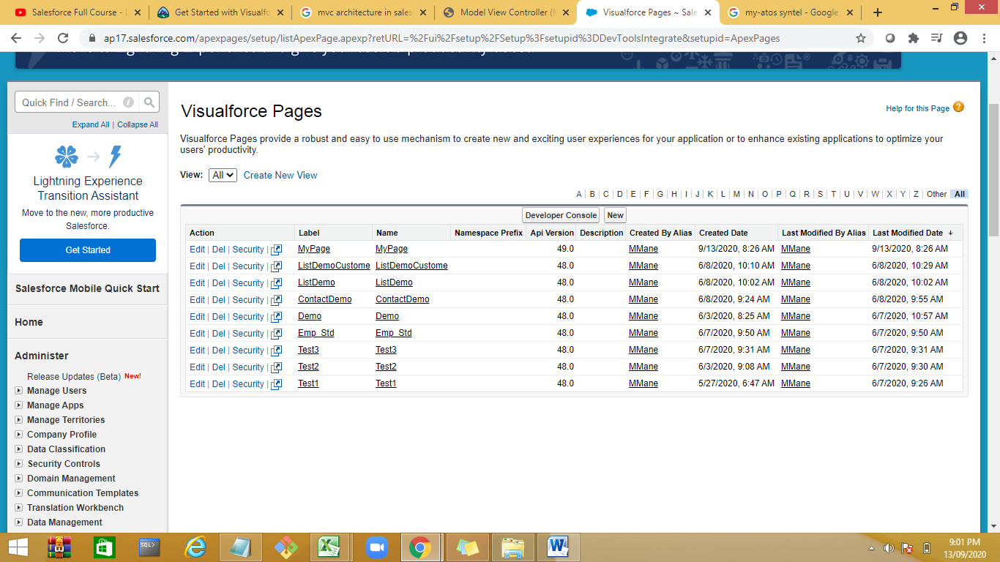 Salesforce Full Course - L
Get Started with Visualfo
mvc architecture in sales
Model View Controller (M
Visualforce Pages ~ Sale
my-atos syntel - Google
ap17.salesforce.com/apexpages/setup/listApexPage.apexp?retURL=%2Fui%2Fsetup%2FSetup%3Fsetupid%3DDevToolsIntegrate&setupid=ApexPages
Quick Find / Search...
Expand All | Collapse All
Lightning Experience
Transition Assistant
Move to the new, more productive
Salesforce.
Get Started
Salesforce Mobile Quick Start
Home
Administer
Release Updates (Beta) New!
Manage Users
Manage Apps
Manage Territories
Company Profile
Data Classification
Security Controls
Domain Management
Communication Templates
Translation Workbench
Data Management
Visualforce Pages
Help for this Page ?
Visualforce Pages provide a robust and easy to use mechanism to create new and exciting user experiences for your application or to enhance existing applications to optimize your
users' productivity.
View: All Create New View
A | B | C | D | E | F | G | H | I | J | K | L | M | N | O | P | Q | R | S | T | U | V | W | X | Y | Z | Other | All
Developer Console New
Action Label Name Namespace Prefix Api Version Description Created By Alias Created Date Last Modified By Alias Last Modified Date ↓
Edit | Del | Security | MyPage MyPage 49.0 MMane 9/13/2020, 8:26 AM MMane 9/13/2020, 8:26 AM
Edit | Del | Security | ListDemoCustome ListDemoCustome 48.0 MMane 6/8/2020, 10:10 AM MMane 6/8/2020, 10:29 AM
Edit | Del | Security | ListDemo ListDemo 48.0 MMane 6/8/2020, 10:02 AM MMane 6/8/2020, 10:02 AM
Edit | Del | Security | ContactDemo ContactDemo 48.0 MMane 6/8/2020, 9:24 AM MMane 6/8/2020, 9:55 AM
Edit | Del | Security | Demo Demo 48.0 MMane 6/3/2020, 8:25 AM MMane 6/7/2020, 10:57 AM
Edit | Del | Security | Emp_Std Emp_Std 48.0 MMane 6/7/2020, 9:50 AM MMane 6/7/2020, 9:50 AM
Edit | Del | Security | Test3 Test3 48.0 MMane 6/7/2020, 9:31 AM MMane 6/7/2020, 9:31 AM
Edit | Del | Security | Test2 Test2 48.0 MMane 6/3/2020, 9:08 AM MMane 6/7/2020, 9:30 AM
Edit | Del | Security | Test1 Test1 48.0 MMane 5/27/2020, 6:47 AM MMane 6/7/2020, 9:26 AM
SQL>
9:01 PM
13/09/2020